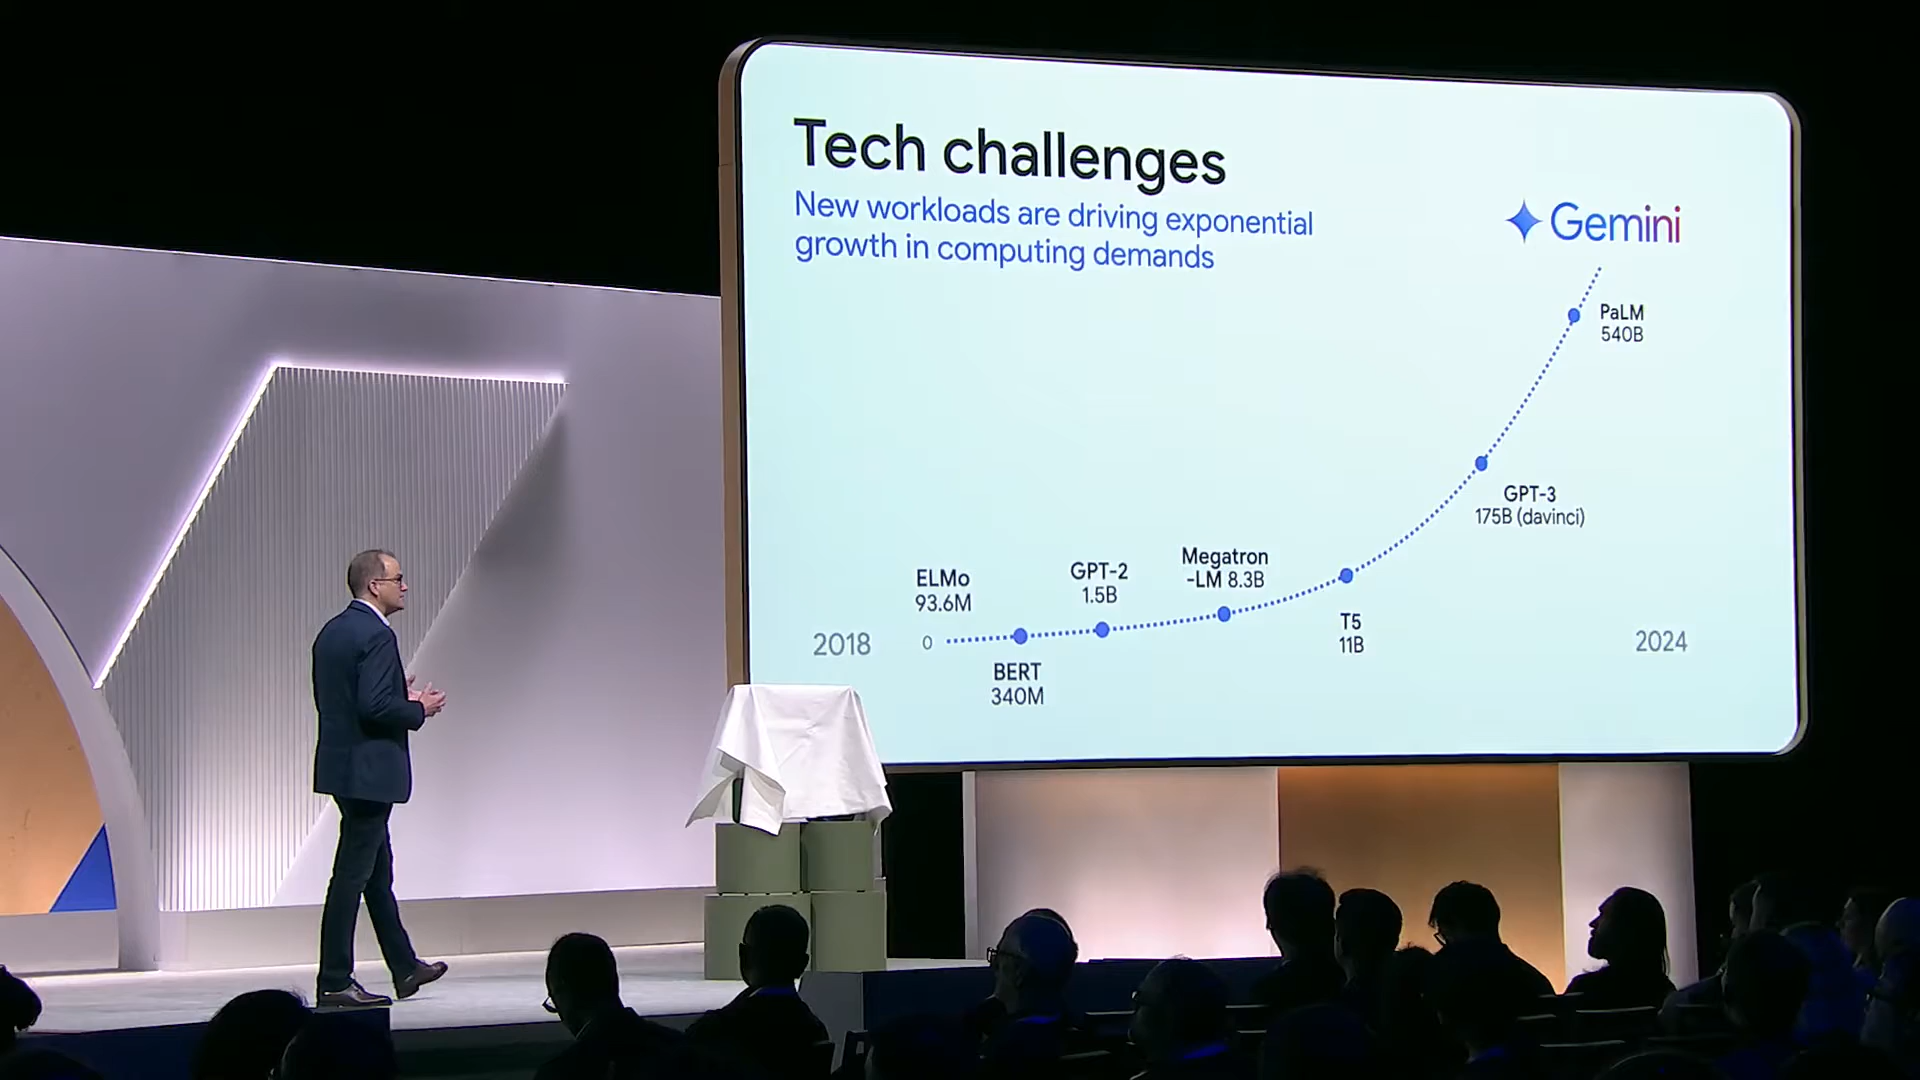 Tech challenges
New workloads are driving exponential
growth in computing demands
Gemini
PaLM
540B
GPT-3
175B (davinci)
Megatron
-LM 8.3B
GPT-2
1.5B
ELMo
93.6M
T5
11B
2018
0
2024
BERT
340M